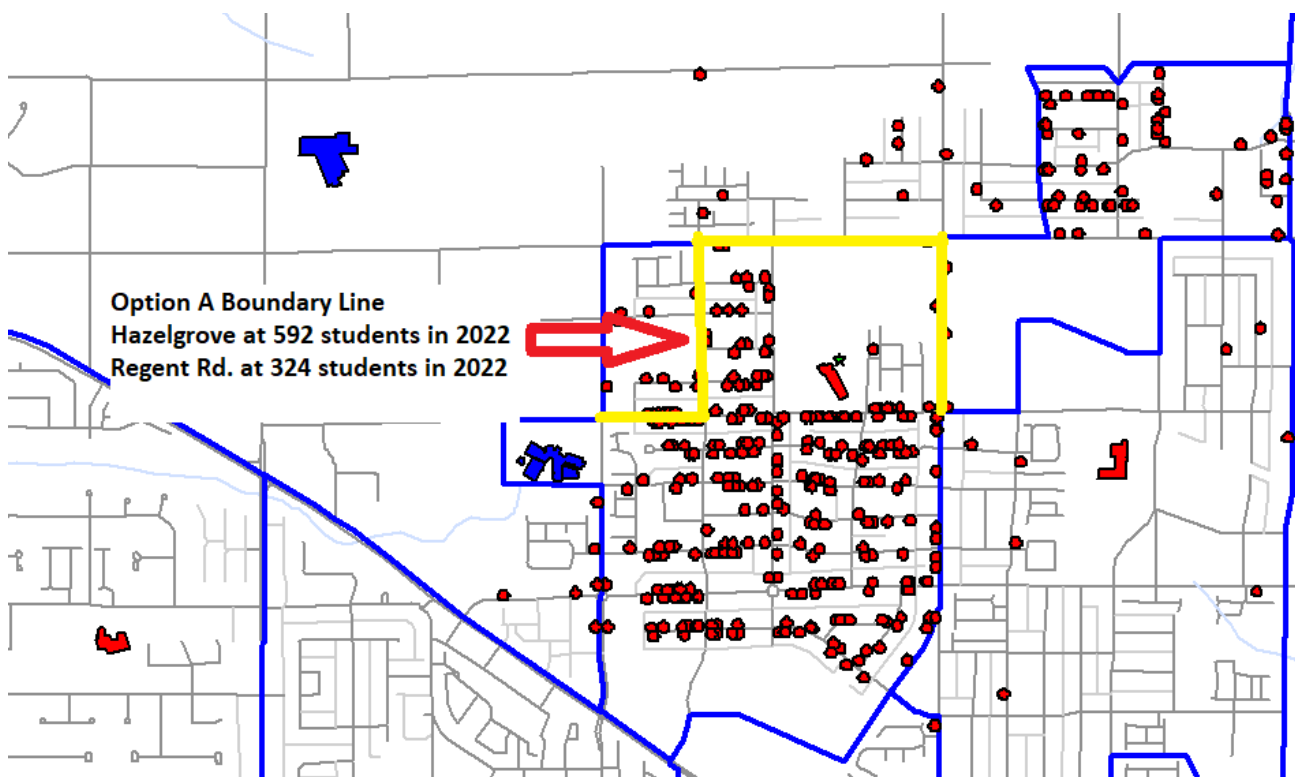 Option A Boundary Line
Hazelgrove at 592 students in 2022
Regent Rd. at 324 students in 2022